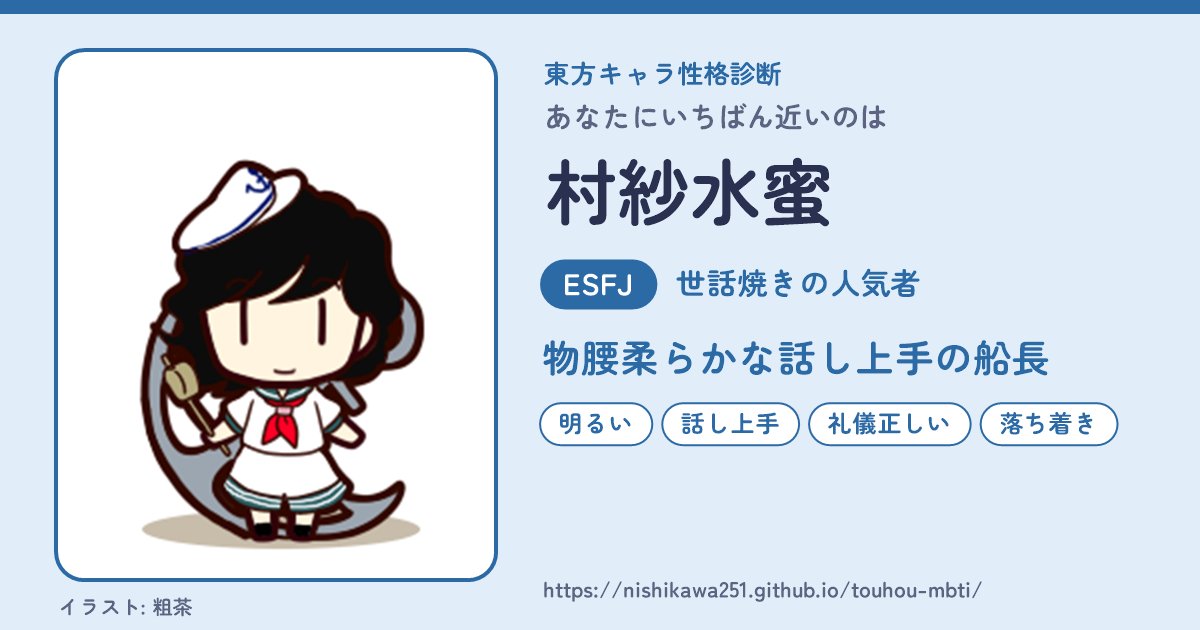 東方キャラ性格診断
あなたにいちばん近いのは
村紗水蜜
ESFJ 世話焼きの人気者
物腰柔らかな話し上手の船長
明るい 話し上手 礼儀正しい 落ち着き
https://nishikawa251.github.io/touhou-mbti/
イラスト: 粗茶